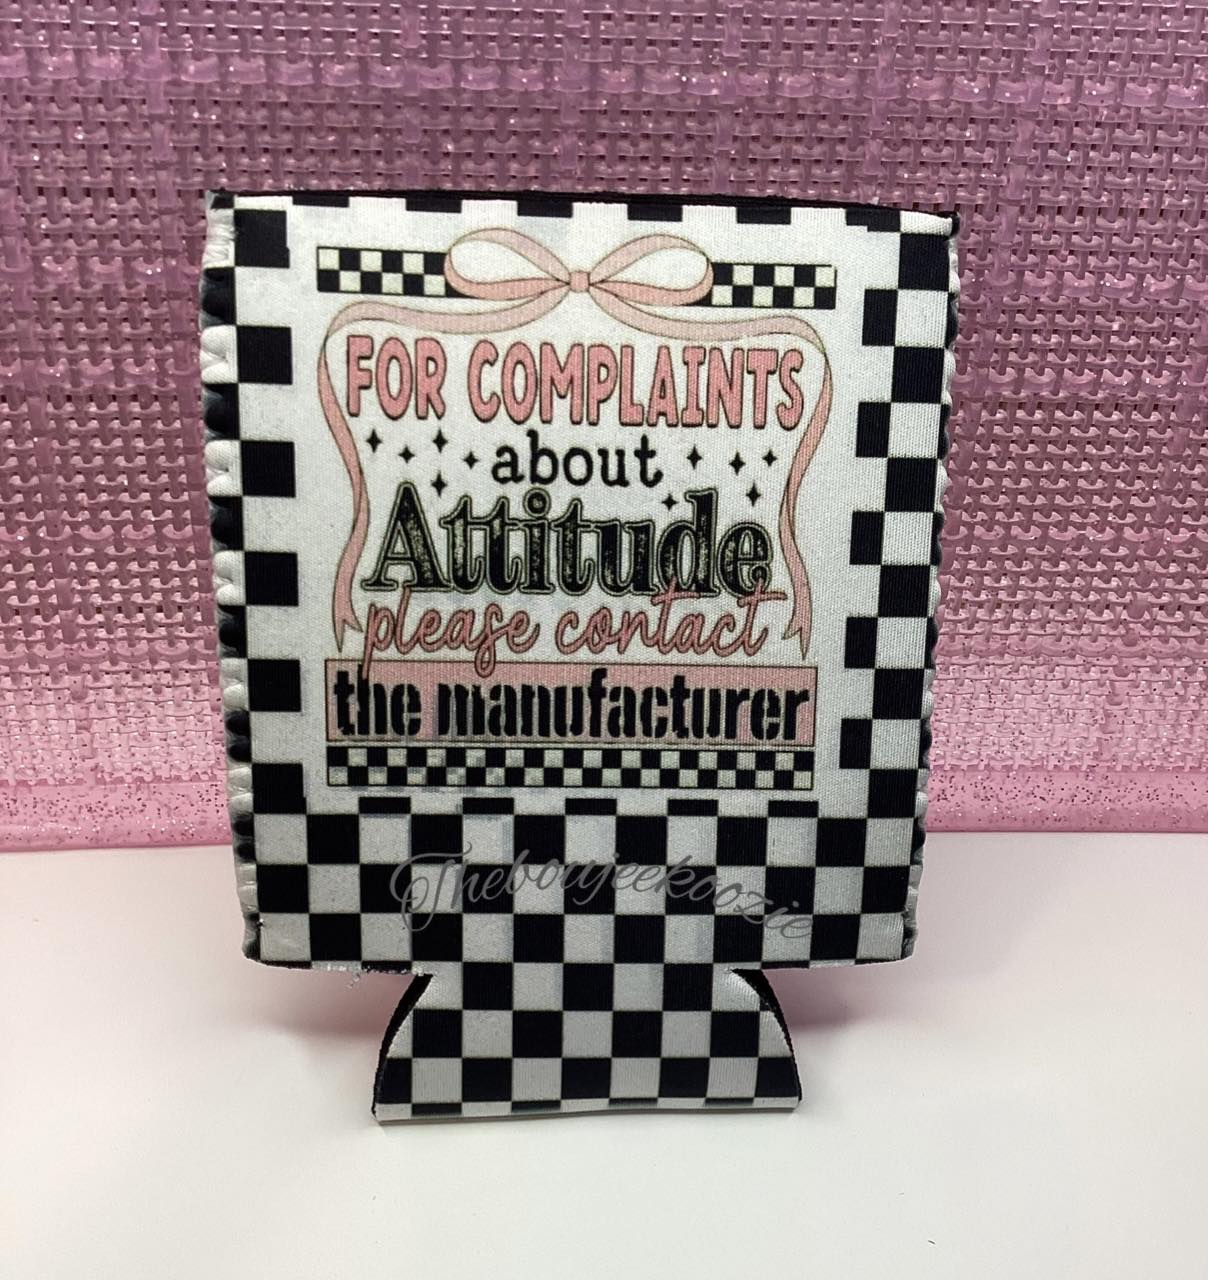 FOR COMPLAINTS
about
Attitude
please contact
the manufacturer
Theboujeekoozie